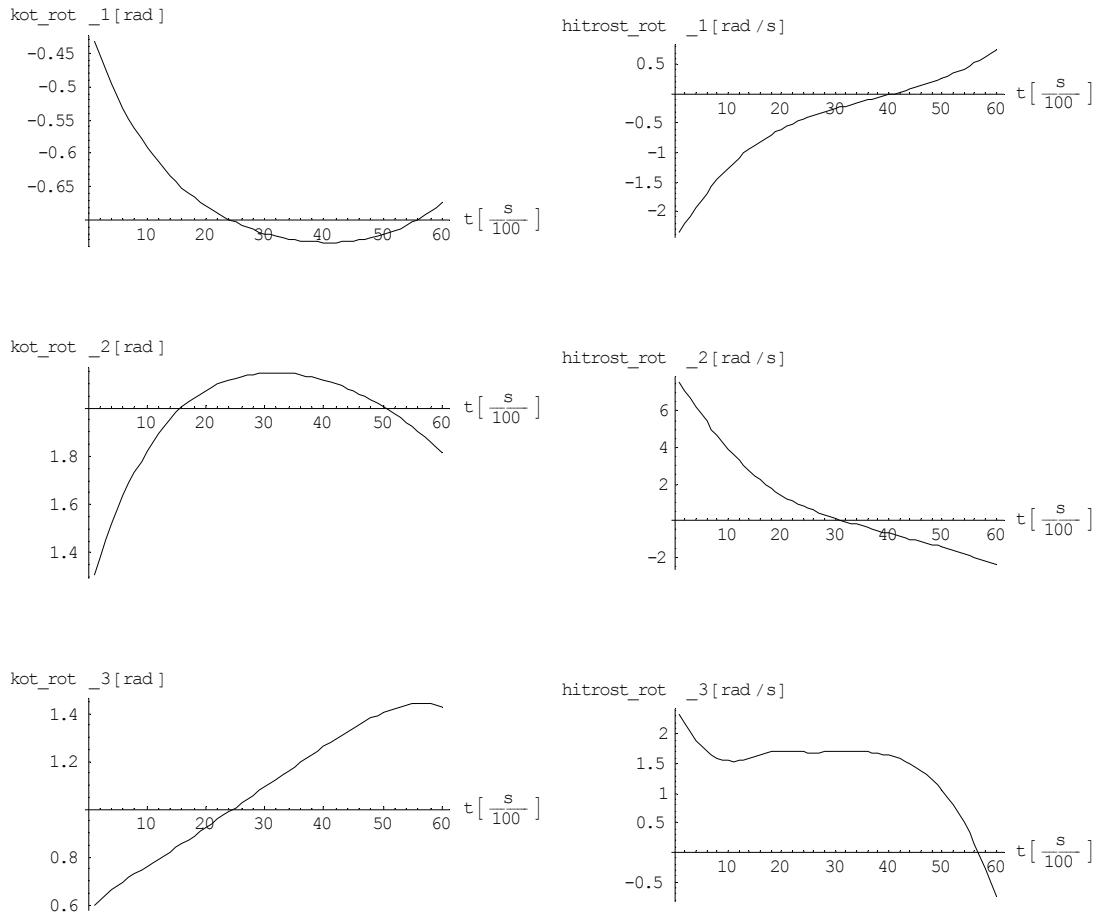 kot_rot _1[rad]
-0.45
-0.5
-0.55
-0.6
-0.65
10 20 30 40 50 60
t[s/100]
hitrost_rot _1[rad/s]
0.5
-0.5
-1
-1.5
-2
10 20 30 40 50 60
t[s/100]
kot_rot _2[rad]
1.8
1.6
1.4
10 20 30 40 50 60
t[s/100]
hitrost_rot _2[rad/s]
6
4
2
-2
10 20 30 40 50 60
t[s/100]
kot_rot _3[rad]
1.4
1.2
0.8
0.6
10 20 30 40 50 60
t[s/100]
hitrost_rot _3[rad/s]
2
1.5
1
0.5
-0.5
10 20 30 40 50 60
t[s/100]